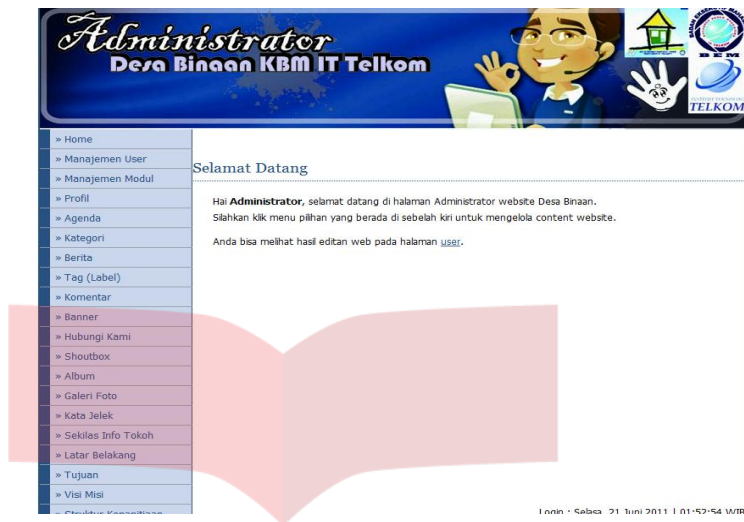 Administrator
Desa Binaan KBM IT Telkom
BEM
TELKOM
» Home
» Manajemen User
» Manajemen Modul
» Profil
» Agenda
» Kategori
» Berita
» Tag (Label)
» Komentar
» Banner
» Hubungi Kami
» Shoutbox
» Album
» Galeri Foto
» Kata Jelek
» Sekilas Info Tokoh
» Latar Belakang
» Tujuan
» Visi Misi
» Struktur Kepanitiaan
Selamat Datang
Hai Administrator, selamat datang di halaman Administrator website Desa Binaan.
Silahkan klik menu pilihan yang berada di sebelah kiri untuk mengelola content website.
Anda bisa melihat hasil editan web pada halaman user.
Login : Selasa, 21 Juni 2011 | 01:52:54 WIB